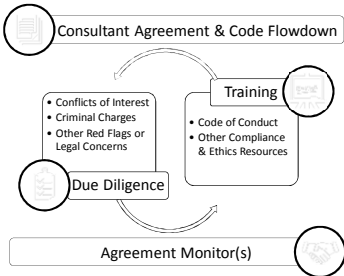 Consultant Agreement & Code Flowdown
Training
• Conflicts of Interest
• Criminal Charges
• Other Red Flags or
Legal Concerns
• Code of Conduct
• Other Compliance
& Ethics Resources
Due Diligence
Agreement Monitor(s)